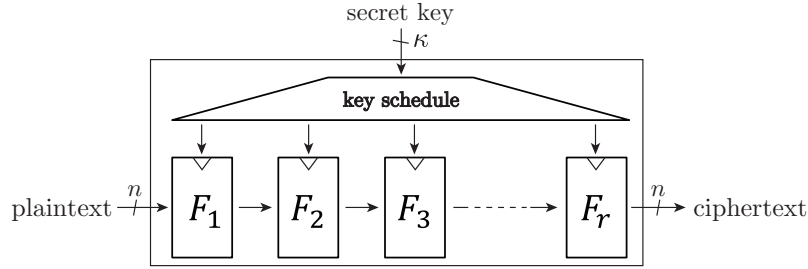 secret key
κ
key schedule
plaintext n F₁ F₂ F₃ Fᵣ n ciphertext